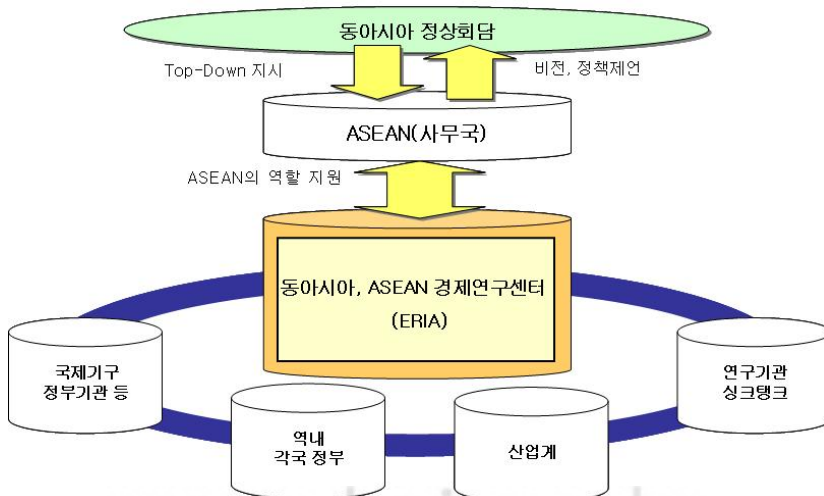 동아시아 정상회담
Top-Down 지시
비전, 정책제언
ASEAN(사무국)
ASEAN의 역할 지원
동아시아, ASEAN 경제연구센터
(ERIA)
국제기구
정부기관 등
연구기관
싱크탱크
역내
각국 정부
산업계